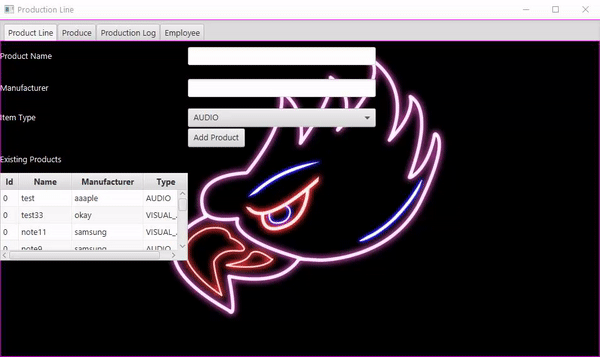 Production Line
Product Line Produce Production Log Employee
Product Name
Manufacturer
Item Type AUDIO
Add Product
Existing Products
Id Name Manufacturer Type
0 test aaaple AUDIO
0 test33 okay VISUAL_
0 note11 samsung VISUAL_
0 note9 samsung AUDIO